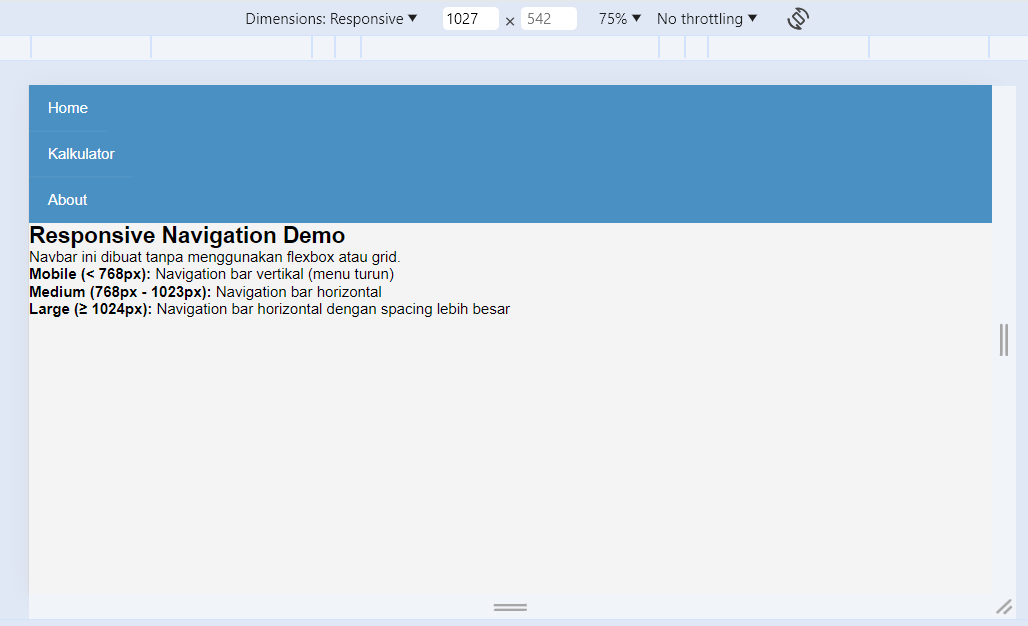 Dimensions: Responsive ▼ 1027 × 542 75% ▼ No throttling ▼
Home
Kalkulator
About
Responsive Navigation Demo
Navbar ini dibuat tanpa menggunakan flexbox atau grid.
Mobile (< 768px): Navigation bar vertikal (menu turun)
Medium (768px - 1023px): Navigation bar horizontal
Large (≥ 1024px): Navigation bar horizontal dengan spacing lebih besar